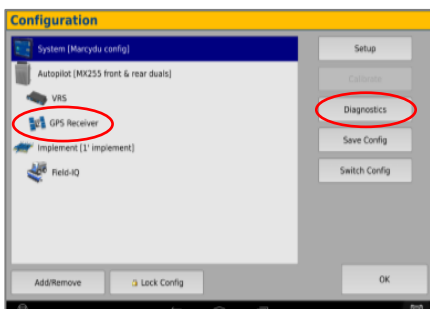 Configuration
System [Marcydu config]
Setup
Autopilot [MX255 front & rear duals]
Calibrate
VRS
Diagnostics
GPS Receiver
Implement [1' implement]
Save Config
Field-IQ
Switch Config
Add/Remove
Lock Config
OK